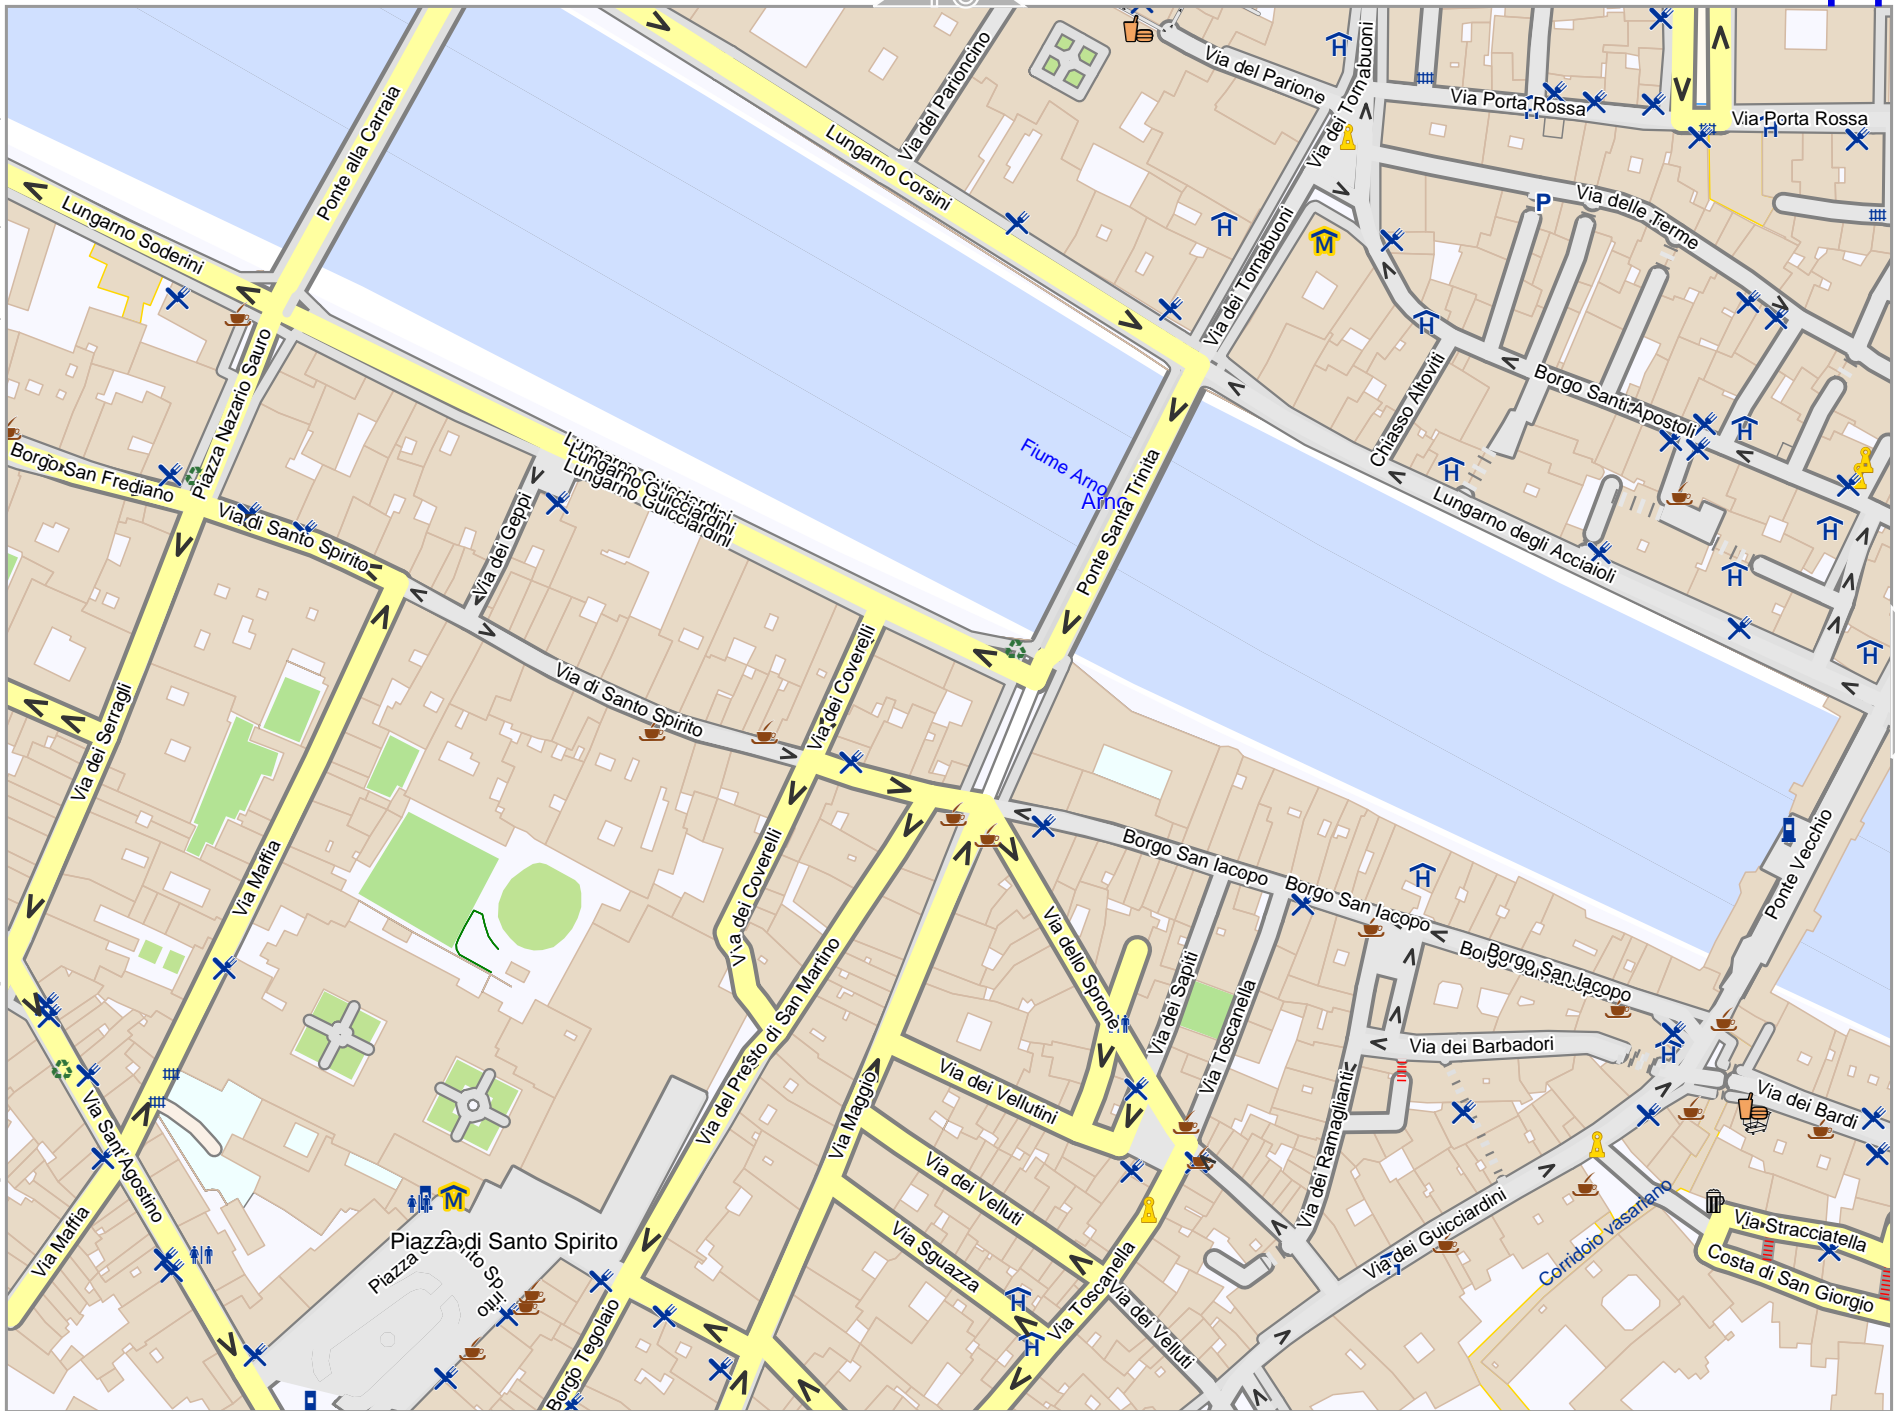 Via del Parione
Via dei Tornabuoni
Via del Parioncino
Via Porta Rossa
Via Porta Rossa
Ponte alla Carraia
Lungarno Corsini
P
Via delle Terme
Lungarno Soderini
M
Via dei Tornabuoni
Piazza Nazario Sauro
Chiasso Altoviti
Borgo Santi Apostoli
Borgo San Frediano
Lungarno Guicciardini
Lungarno Guicciardini
Lungarno Guicciardini
Fiume Arno
Arno
Ponte Santa Trinita
Lungarno degli Acciaioli
Via di Santo Spirito
Via dei Geppi
Via di Santo Spirito
Via dei Coverelli
Via dei Serragli
Via Maffia
Via dei Coverelli
Borgo San Iacopo
Borgo San Iacopo
Borgo San Iacopo
Borgo San Iacopo
Ponte Vecchio
Via dello Sprone
Via del Presto di San Martino
Via dei Sapiti
Via Toscanella
Via dei Barbadori
Via dei Vellutini
Via Maggio
Via dei Ramaglianti
Via dei Bardi
Via Sant'Agostino
Via Maffia
M
Piazza di Santo Spirito
Piazza di Santo Spirito
Via dei Velluti
Via Sguazza
Via Toscanella
Via dei Velluti
Via dei Guicciardini
Corridoio vasariano
Via Stracciatella
Costa di San Giorgio
Borgo Tegolaio